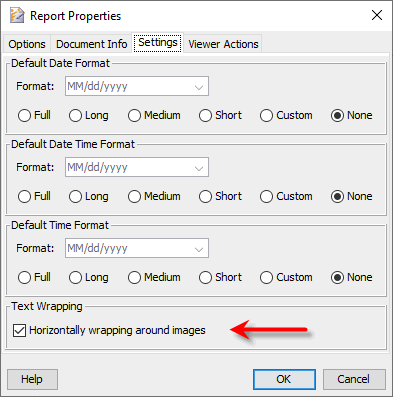 Report Properties
Options Document Info Settings Viewer Actions
Default Date Format
Format: MM/dd/yyyy
Full Long Medium Short Custom None
Default Date Time Format
Format: MM/dd/yyyy
Full Long Medium Short Custom None
Default Time Format
Format: MM/dd/yyyy
Full Long Medium Short Custom None
Text Wrapping
Horizontally wrapping around images
Help OK Cancel